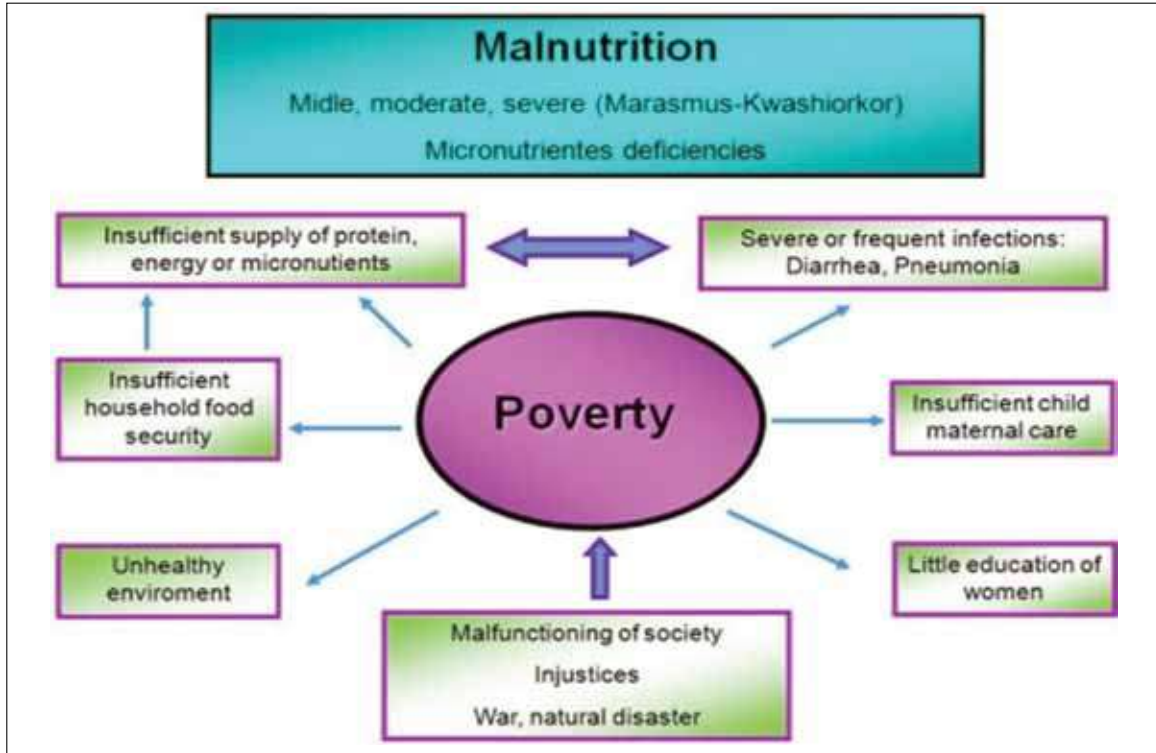 Malnutrition
Midle, moderate, severe (Marasmus-Kwashiorkor)
Micronutrientes deficiencies
Insufficient supply of protein,
energy or micronutients
Severe or frequent infections:
Diarrhea, Pneumonia
Insufficient
household food
security
Poverty
Insufficient child
maternal care
Unhealthy
enviroment
Little education of
women
Malfunctioning of society
Injustices
War, natural disaster